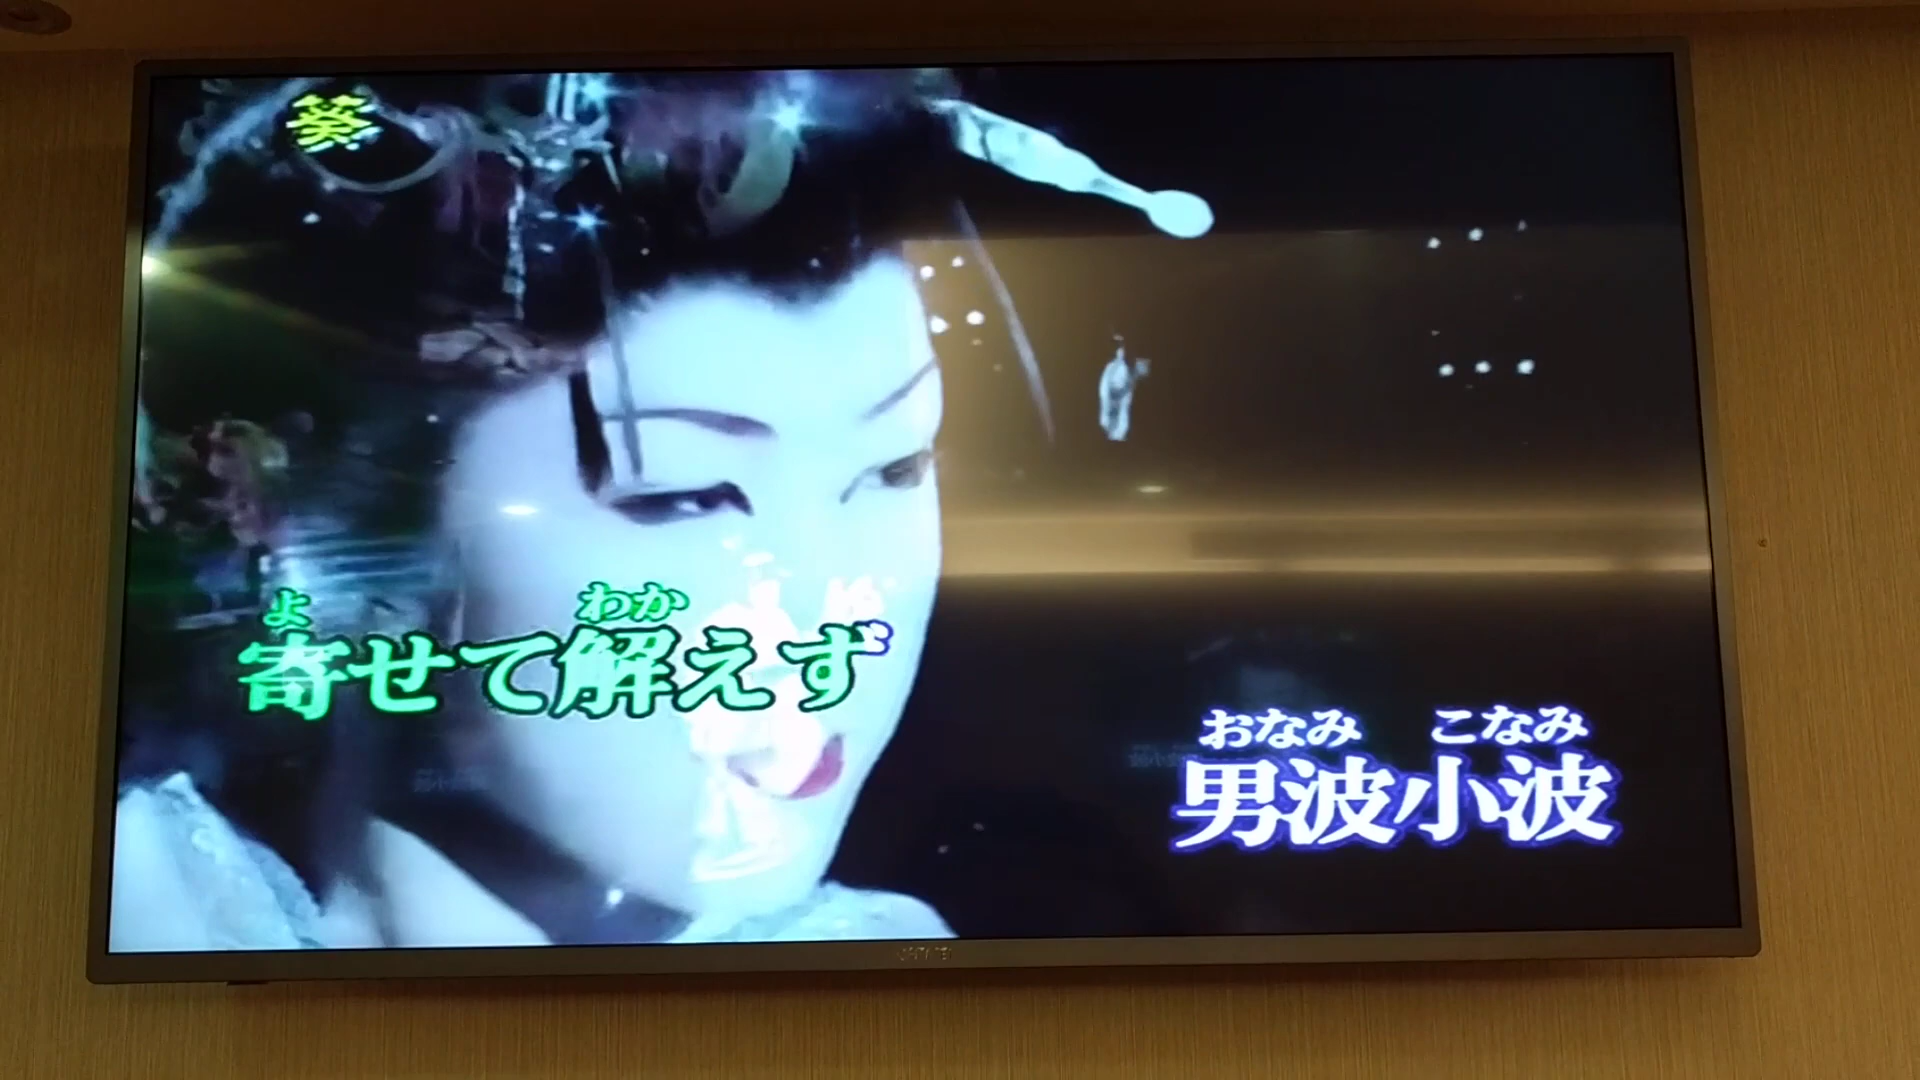 葵
よ わか
寄せて解えず
おなみ こなみ
男波小波